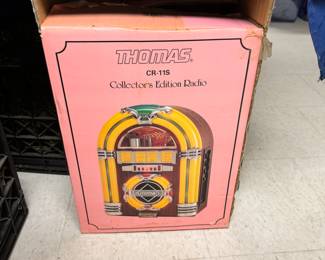 THOMAS
CR-11S
Collector's Edition Radio